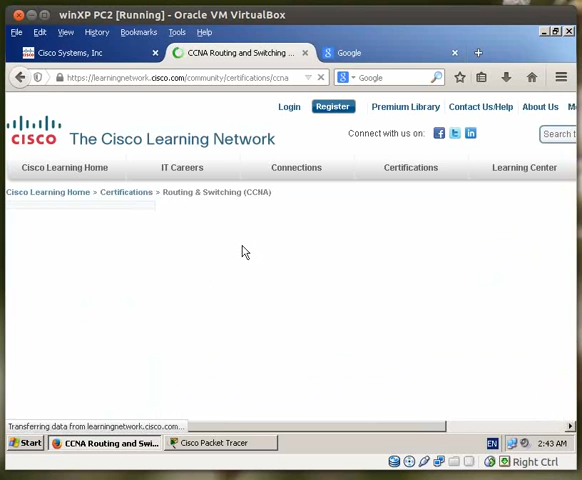 winXP PC2 [Running] - Oracle VM VirtualBox
File Edit View History Bookmarks Tools Help
Cisco Systems, Inc CCNA Routing and Switching ... Google
https://learningnetwork.cisco.com/community/certifications/ccna Google
Login Register Premium Library Contact Us/Help About Us M
CISCO The Cisco Learning Network Connect with us on: Search t
Cisco Learning Home IT Careers Connections Certifications Learning Center
Cisco Learning Home > Certifications > Routing & Switching (CCNA)
Transferring data from learningnetwork.cisco.com...
Start CCNA Routing and Swi... Cisco Packet Tracer EN 2:43 AM
Right Ctrl